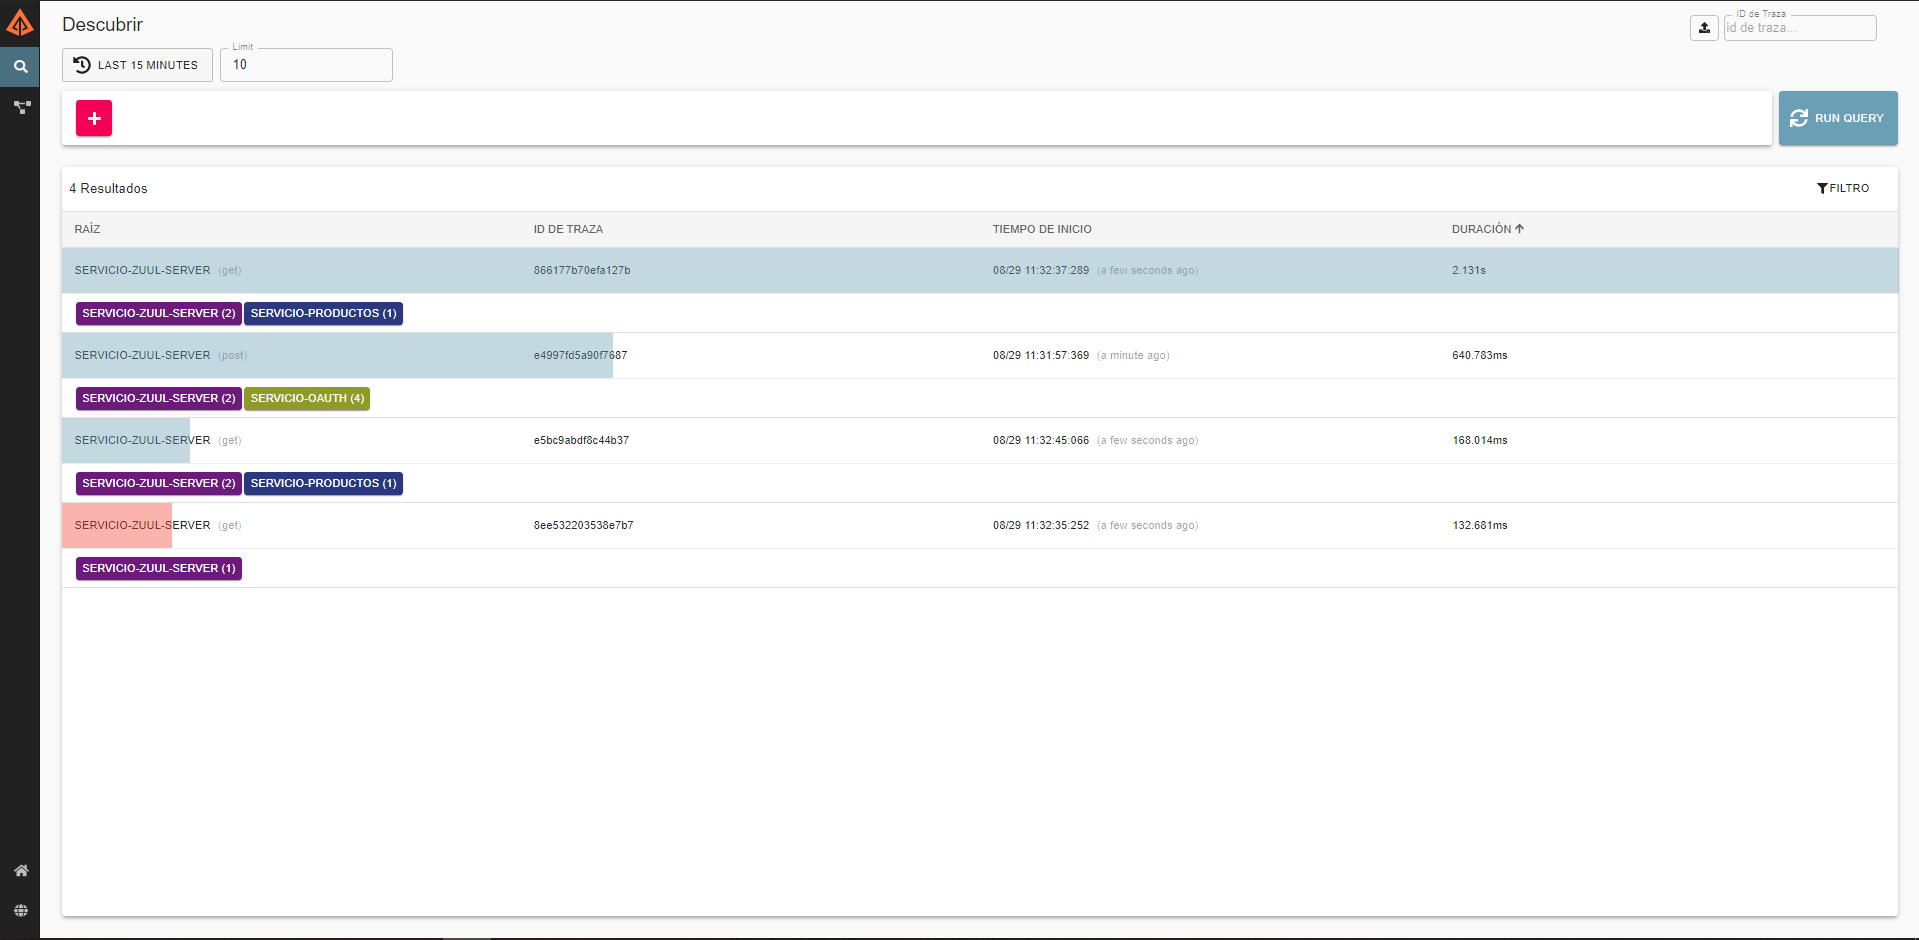 Descubrir
ID de Traza
id de traza...
LAST 15 MINUTES
Limit
10
RUN QUERY
4 Resultados
FILTRO
RAÍZ ID DE TRAZA TIEMPO DE INICIO DURACIÓN
SERVICIO-ZUUL-SERVER (get) 866177b70efa127b 08/29 11:32:37:289 (a few seconds ago) 2.131s
SERVICIO-ZUUL-SERVER (2) SERVICIO-PRODUCTOS (1)
SERVICIO-ZUUL-SERVER (post) e4997fd5a90f7687 08/29 11:31:57:369 (a minute ago) 640.783ms
SERVICIO-ZUUL-SERVER (2) SERVICIO-OAUTH (4)
SERVICIO-ZUUL-SERVER (get) e5bc9abdf8c44b37 08/29 11:32:45:066 (a few seconds ago) 168.014ms
SERVICIO-ZUUL-SERVER (2) SERVICIO-PRODUCTOS (1)
SERVICIO-ZUUL-SERVER (get) 8ee532203538e7b7 08/29 11:32:35:252 (a few seconds ago) 132.681ms
SERVICIO-ZUUL-SERVER (1)